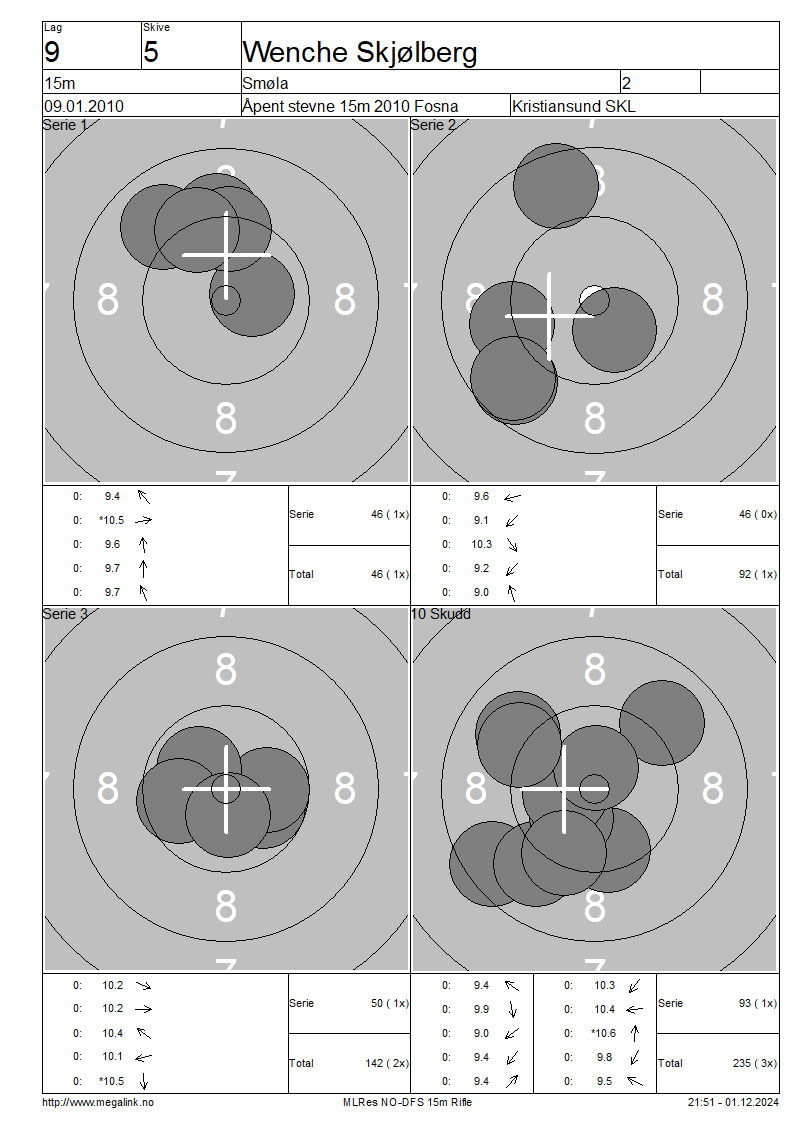 Lag Skive
9 5 Wenche Skjølberg
15m Smøla 2
09.01.2010 Åpent stevne 15m 2010 Fosna Kristiansund SKL
Serie 1 Serie 2
7 7
8 8
8 8 8 8
8 8
7 7
0: 9.4 0: 9.6
Serie 46 ( 1x) Serie 46 ( 0x)
0: *10.5 0: 9.1
0: 9.6 0: 10.3
0: 9.7 0: 9.2
Total 46 ( 1x) Total 92 ( 1x)
0: 9.7 0: 9.0
Serie 3 10 Skudd
7 7
8 8
8 8 8
8 8
7 7
0: 10.2 0: 9.4 0: 10.3
Serie 50 ( 1x) Serie 93 ( 1x)
0: 10.2 0: 9.9 0: 10.4
0: 10.4 0: 9.0 0: *10.6
0: 10.1 0: 9.4 0: 9.8
Total 142 ( 2x) Total 235 ( 3x)
0: *10.5 0: 9.4 0: 9.5
http://www.megalink.no MLRes NO-DFS 15m Rifle 21:51 - 01.12.2024